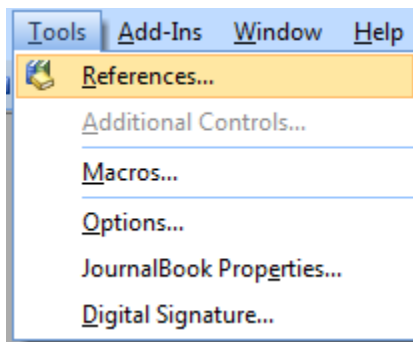 Tools Add-Ins Window Help
References...
Additional Controls...
Macros...
Options...
JournalBook Properties...
Digital Signature...